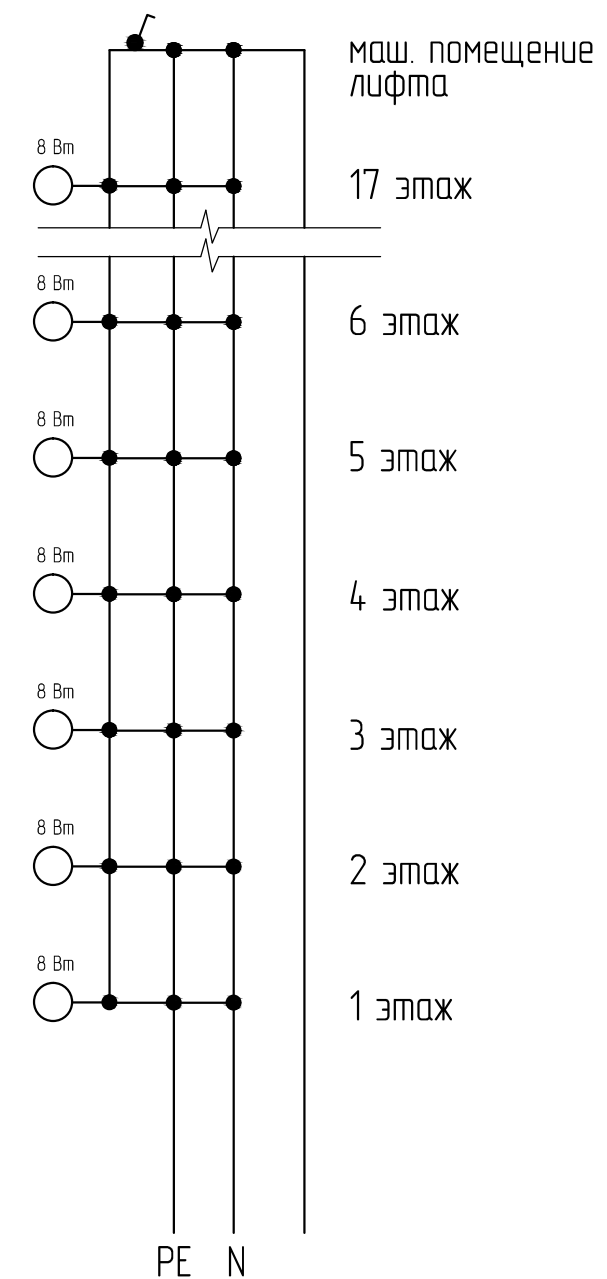 маш. помещение
лифта
8 Вт
17 этаж
8 Вт
6 этаж
8 Вт
5 этаж
8 Вт
4 этаж
8 Вт
3 этаж
8 Вт
2 этаж
8 Вт
1 этаж
PE N